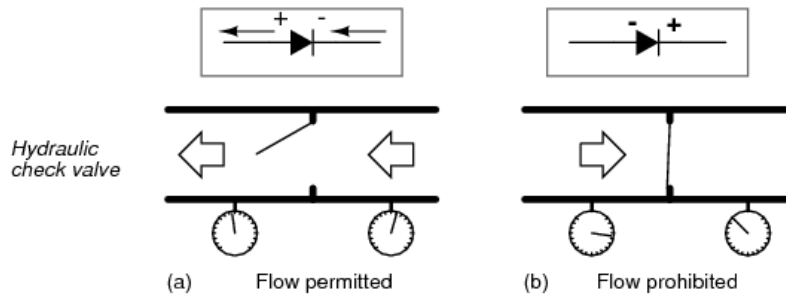 + -
- +
Hydraulic
check valve
(a) Flow permitted
(b) Flow prohibited